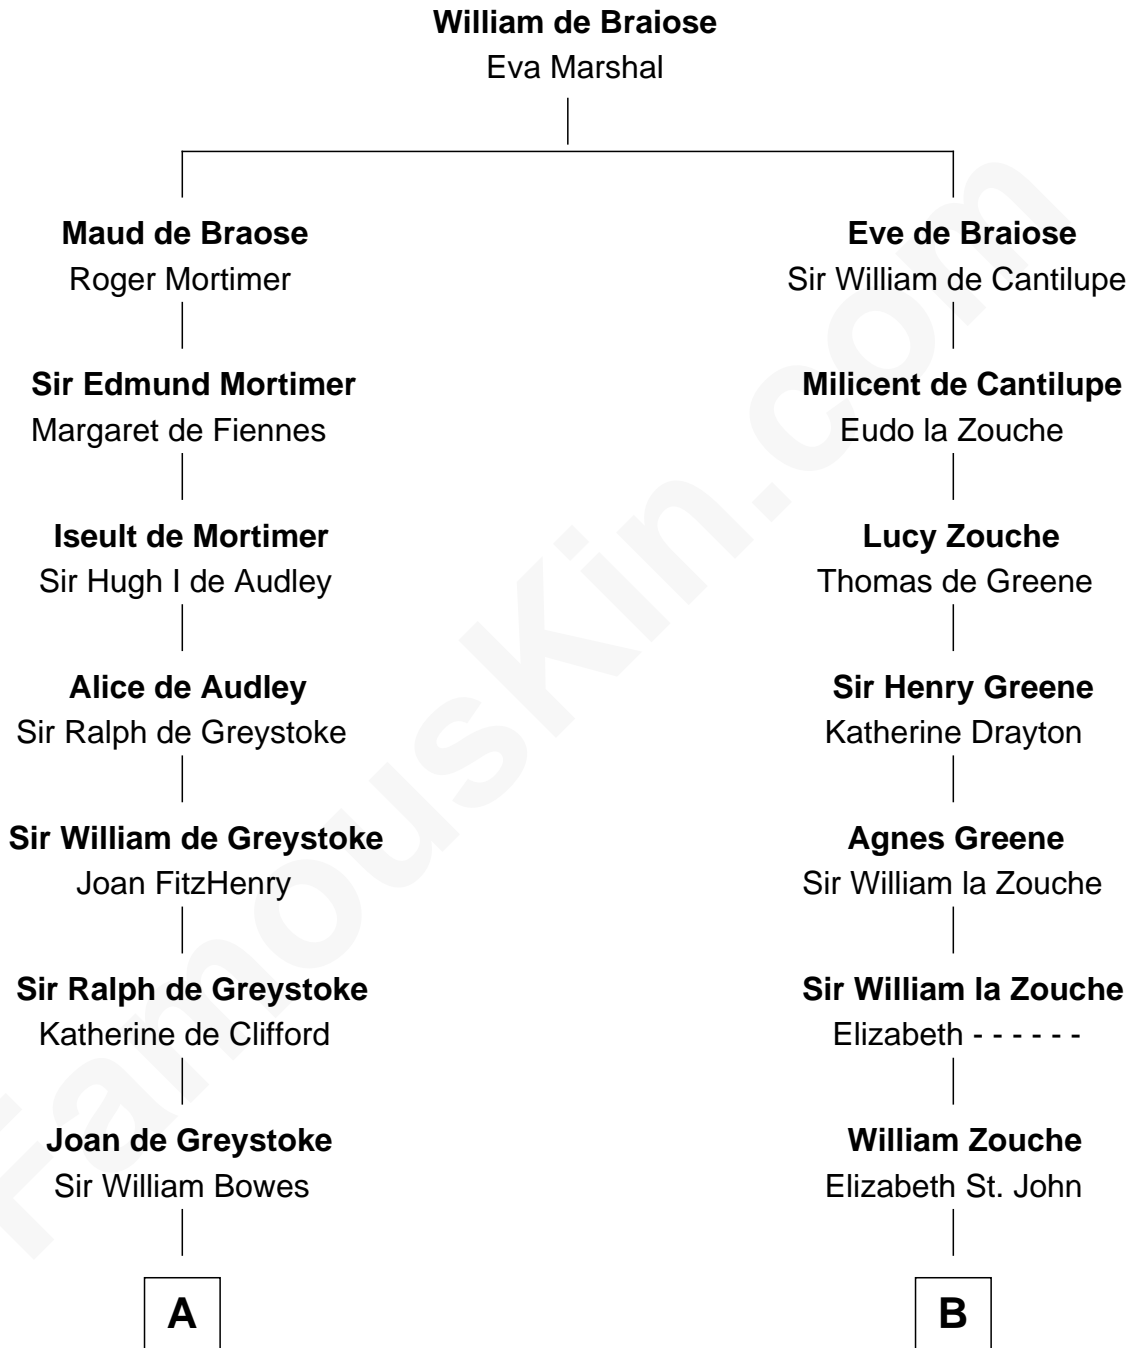 William de Braiose
Eva Marshal
Maud de Braose
Roger Mortimer
Eve de Braiose
Sir William de Cantilupe
Sir Edmund Mortimer
Margaret de Fiennes
Milicent de Cantilupe
Eudo la Zouche
Iseult de Mortimer
Sir Hugh I de Audley
Lucy Zouche
Thomas de Greene
Alice de Audley
Sir Ralph de Greystoke
Sir Henry Greene
Katherine Drayton
Sir William de Greystoke
Joan FitzHenry
Agnes Greene
Sir William la Zouche
Sir Ralph de Greystoke
Katherine de Clifford
Sir William la Zouche
Elizabeth - - - - - -
Joan de Greystoke
Sir William Bowes
William Zouche
Elizabeth St. John
A
B
FamousKin.com